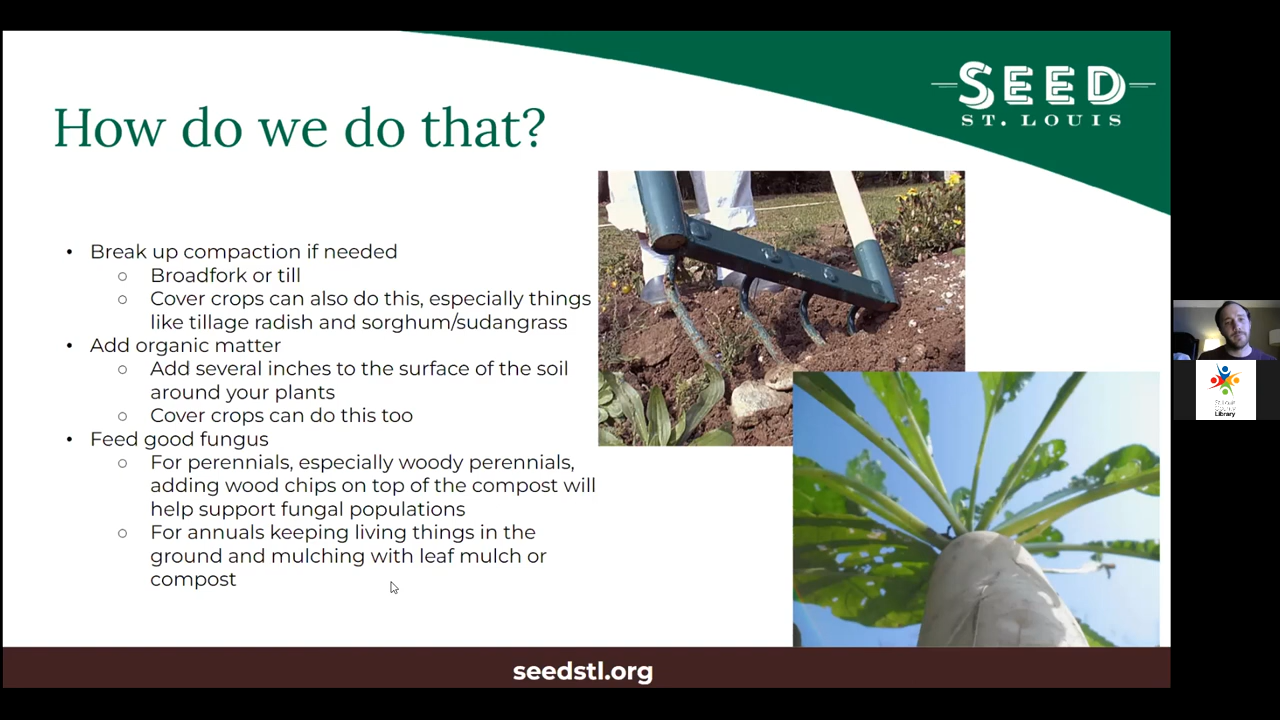 SEED
ST. LOUIS
How do we do that?
• Break up compaction if needed
○ Broadfork or till
○ Cover crops can also do this, especially things
like tillage radish and sorghum/sudangrass
• Add organic matter
○ Add several inches to the surface of the soil
around your plants
○ Cover crops can do this too
• Feed good fungus
○ For perennials, especially woody perennials,
adding wood chips on top of the compost will
help support fungal populations
○ For annuals keeping living things in the
ground and mulching with leaf mulch or
compost
seedstl.org
St. Louis
County
Library